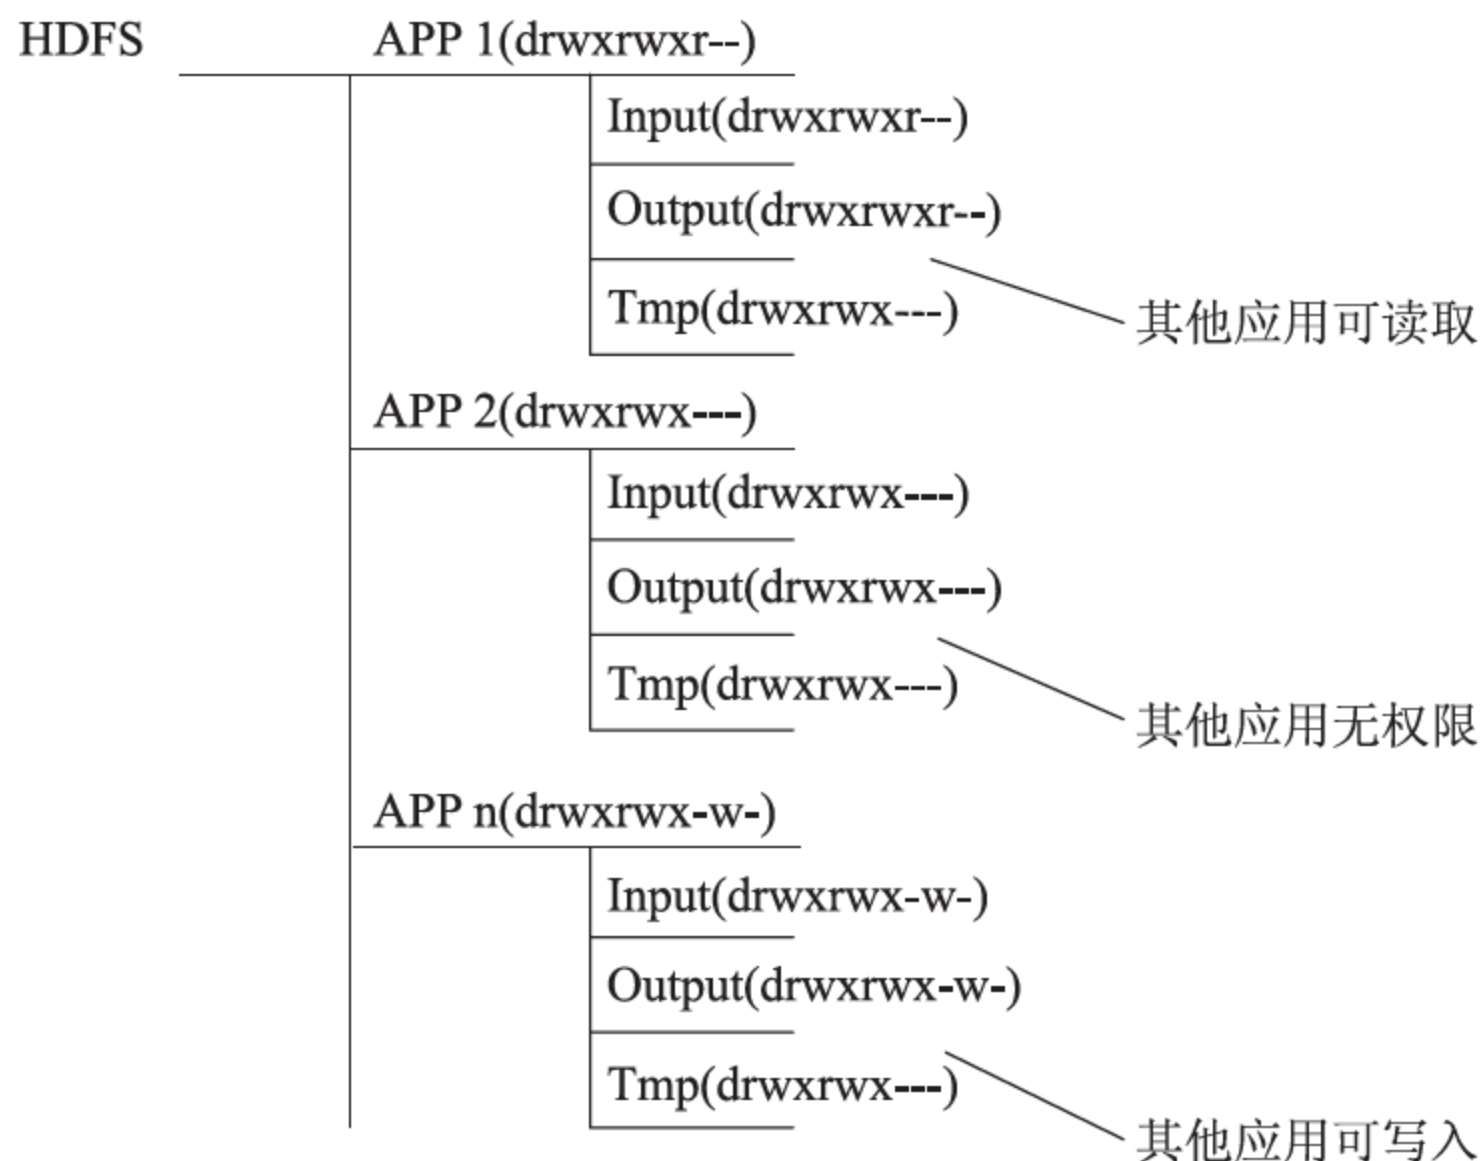 HDFS
APP 1(drwxrwxr--)
Input(drwxrwxr--)
Output(drwxrwxr--)
Tmp(drwxrwx---)
其他应用可读取
APP 2(drwxrwx---)
Input(drwxrwx---)
Output(drwxrwx---)
Tmp(drwxrwx---)
其他应用无权限
APP n(drwxrwx-w-)
Input(drwxrwx-w-)
Output(drwxrwx-w-)
Tmp(drwxrwx---)
其他应用可写入